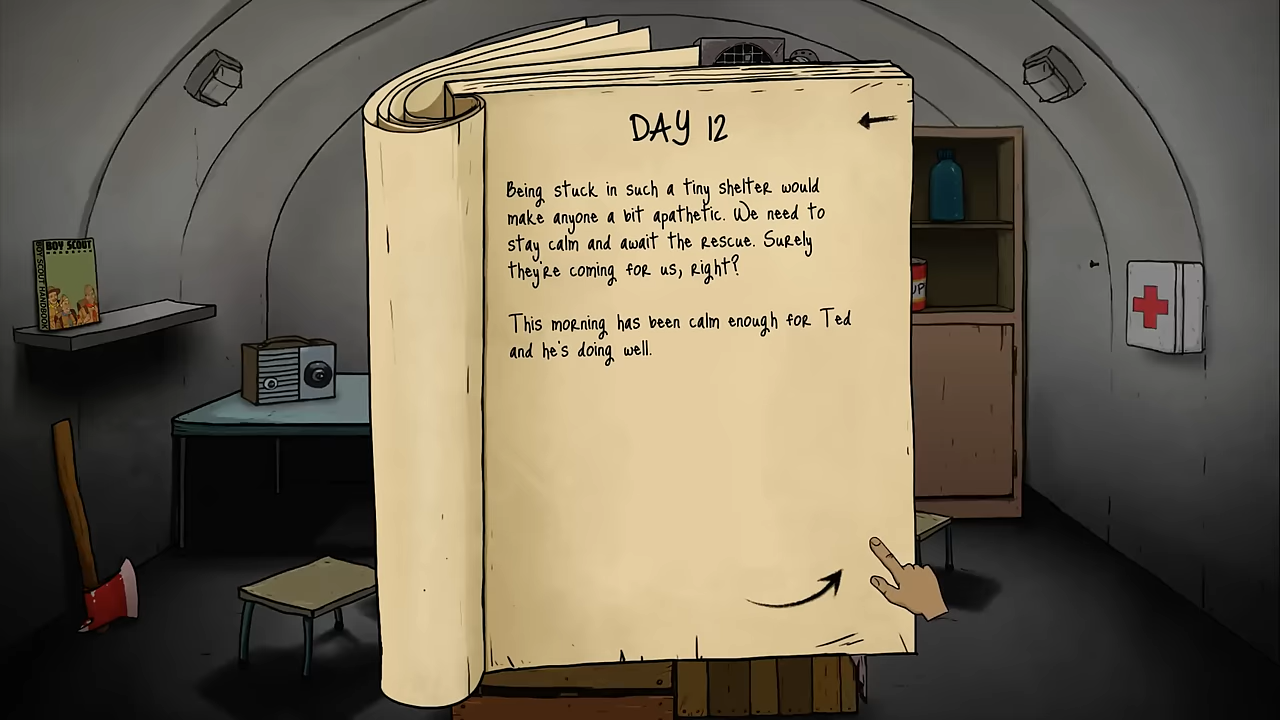 DAY 12
Being stuck in such a tiny shelter would
make anyone a bit apathetic. We need to
stay calm and await the rescue. Surely
they're coming for us, right?
This morning has been calm enough for Ted
and he's doing well.
BOY SCOUT
BOY SCOUT HANDBOOK
UP